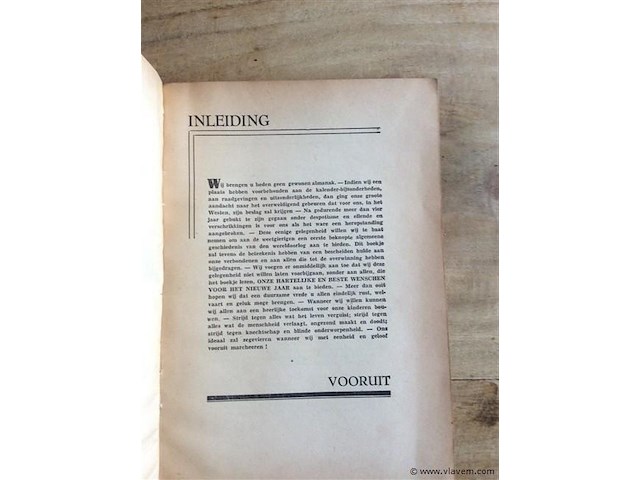 INLEIDING
Wij brengen u heden geen gewonen almanak. — Indien wij een
plaats hebben voorbehouden aan de kalender-bijzonderheden,
aan raadgevingen en uitzonderlijkheden, dan ging onze groote
aandacht naar het overweldigend gebeuren dat voor ons, in het
Westen, zijn beslag zal krijgen — Na gedurende meer dan vier
jaar gebukt te zijn gegaan onder despotisme en ellende en
verschrikkingen is voor ons als het ware een heropstanding
aangebroken. — Deze eenige gelegenheid willen wij te baat
nemen om aan de weetgierigen een eerste beknopte algemeene
geschiedenis van den wereldoorlog aan te bieden. Dit boekje
zal tevens de beteekenis hebben van een bescheiden hulde aan
onze verbondenen en aan allen die tot de overwinning hebben
bijgedragen. — Wij voegen er onmiddellijk aan toe dat wij deze
gelegenheid niet willen laten voorbijgaan, zonder aan allen, die
het boekje lezen, ONZE HARTELIJKE EN BESTE WENSCHEN
VOOR HET NIEUWE JAAR aan te bieden. — Meer dan ooit
hopen wij dat een duurzame vrede u allen eindelijk rust, wel-
vaart en geluk moge brengen. — Wanneer wij willen kunnen
wij allen aan een heerlijke toekomst voor onze kinderen bou-
wen. — Strijd tegen alles wat het leven vergist; strijd tegen
alles wat de menschheid verlaagt, ongezond maakt en doodt;
strijd tegen knechtschap en blinde onderworpenheid. — Ons
ideaal zal zegevieren wanneer wij met eenheid en geloof
vooruit marcheeren !
VOORUIT
© www.vlavem.com